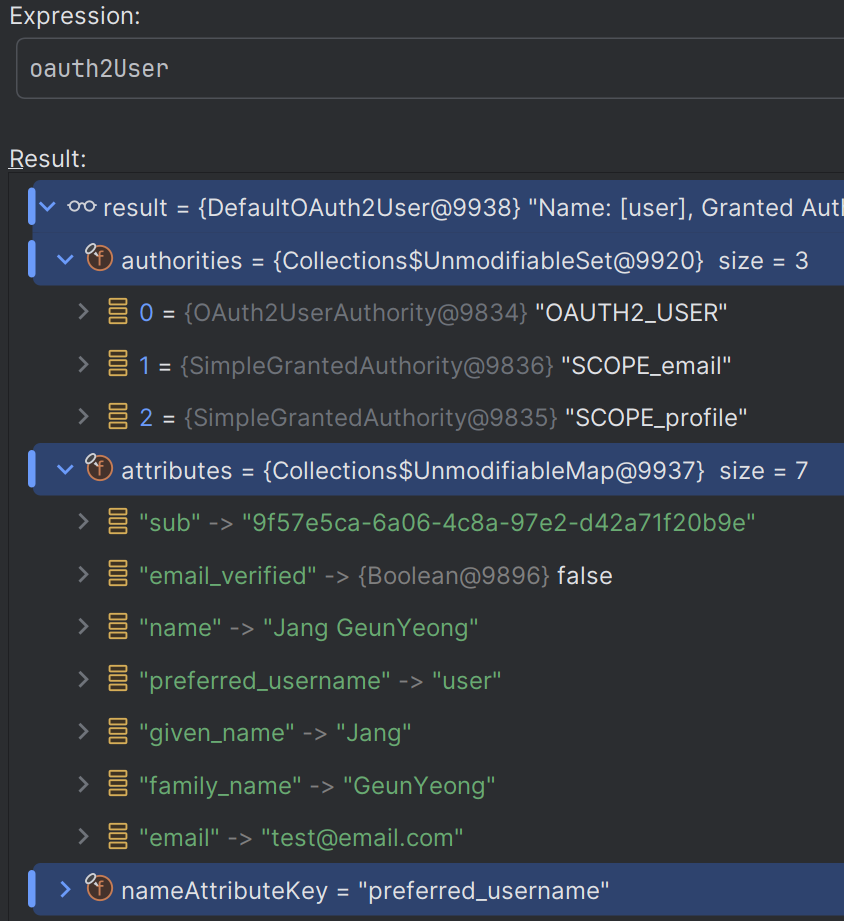 Expression:
oauth2User
Result:
result = {DefaultOAuth2User@9938} "Name: [user], Granted Aut
authorities = {Collections$UnmodifiableSet@9920} size = 3
0 = {OAuth2UserAuthority@9834} "OAUTH2_USER"
1 = {SimpleGrantedAuthority@9836} "SCOPE_email"
2 = {SimpleGrantedAuthority@9835} "SCOPE_profile"
attributes = {Collections$UnmodifiableMap@9937} size = 7
"sub" -> "9f57e5ca-6a06-4c8a-97e2-d42a71f20b9e"
"email_verified" -> {Boolean@9896} false
"name" -> "Jang GeunYeong"
"preferred_username" -> "user"
"given_name" -> "Jang"
"family_name" -> "GeunYeong"
"email" -> "test@email.com"
nameAttributeKey = "preferred_username"